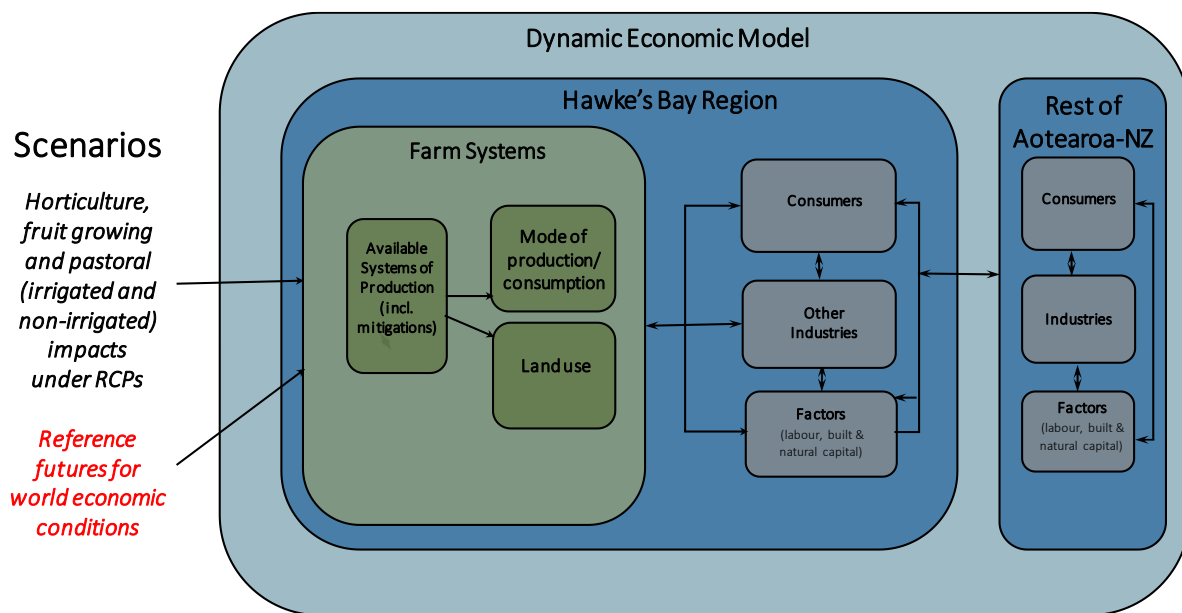 Dynamic Economic Model
Hawke's Bay Region
Rest of
Aotearoa-NZ
Scenarios
Horticulture,
fruit growing
and pastoral
(irrigated and
non-irrigated)
impacts
under RCPs
Reference
futures for
world economic
conditions
Farm Systems
Available
Systems of
Production
(incl.
mitigations)
Mode of
production/
consumption
Land use
Consumers
Other
Industries
Factors
(labour, built &
natural capital)
Consumers
Industries
Factors
(labour, built &
natural capital)